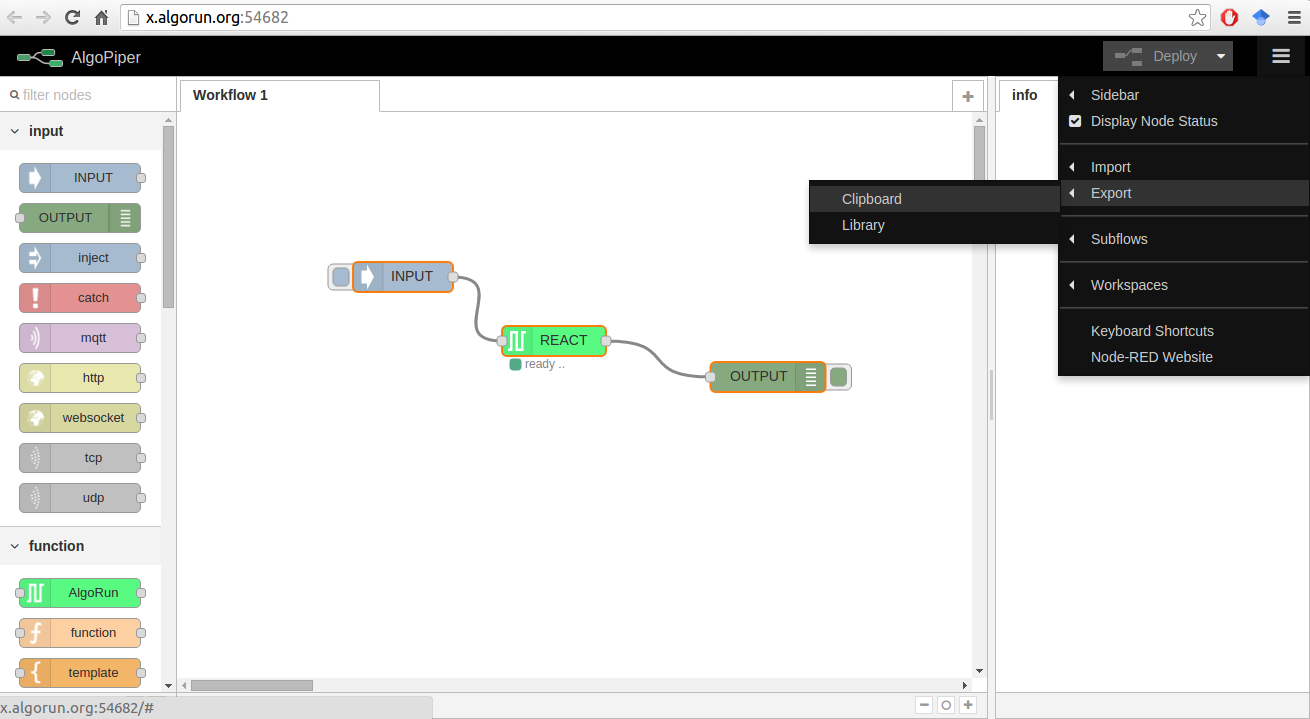 x.algorun.org:54682
AlgoPiper
Deploy
filter nodes
Workflow 1
info
input
INPUT
OUTPUT
inject
catch
mqtt
http
websocket
tcp
udp
function
AlgoRun
function
template
INPUT
REACT
ready ..
OUTPUT
Sidebar
Display Node Status
Import
Export
Clipboard
Library
Subflows
Workspaces
Keyboard Shortcuts
Node-RED Website
x.algorun.org:54682/#